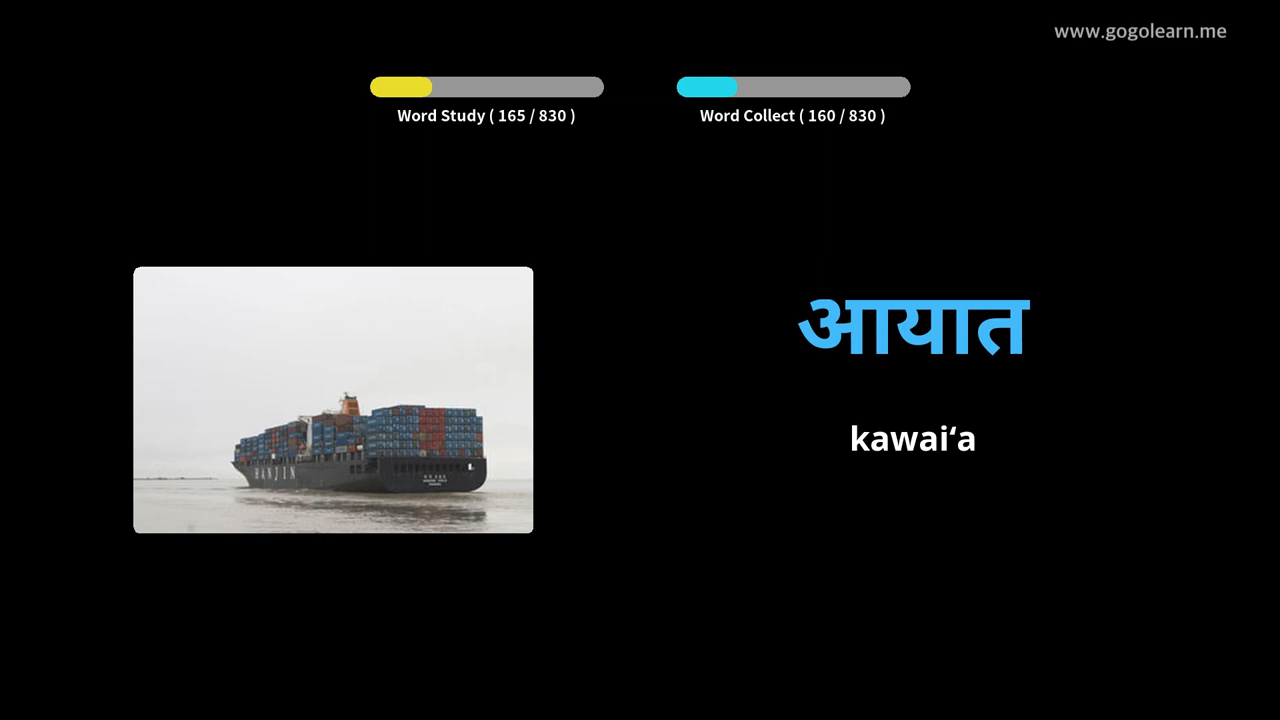 www.gogolearn.me
Word Study ( 165 / 830 )
Word Collect ( 160 / 830 )
आयात
kawaiʻa
HANJIN